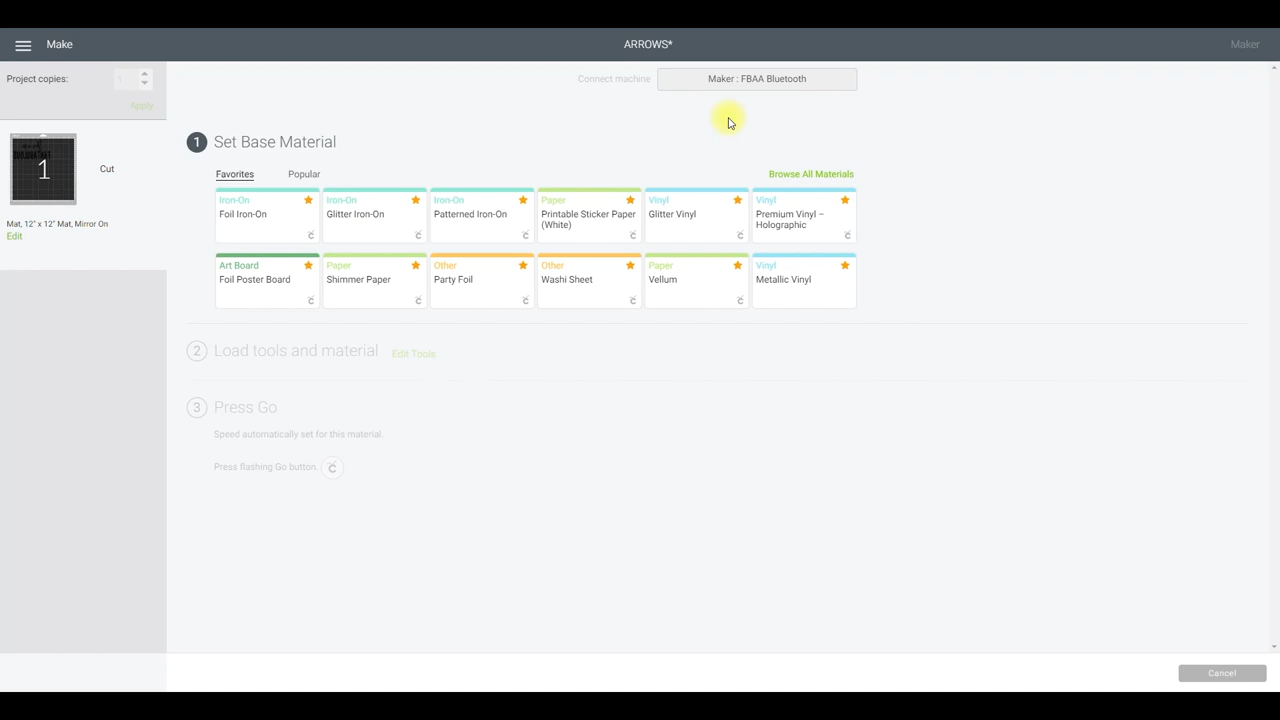 Make
ARROWS*
Maker
Project copies:
1
Apply
Connect machine
Maker : FBAA Bluetooth
1
Cut
Mat, 12" x 12" Mat, Mirror On
Edit
1 Set Base Material
Favorites Popular
Browse All Materials
Iron-On
Foil Iron-On
Iron-On
Glitter Iron-On
Iron-On
Patterned Iron-On
Paper
Printable Sticker Paper
(White)
Vinyl
Glitter Vinyl
Vinyl
Premium Vinyl –
Holographic
Art Board
Foil Poster Board
Paper
Shimmer Paper
Other
Party Foil
Other
Washi Sheet
Paper
Vellum
Vinyl
Metallic Vinyl
2 Load tools and material Edit Tools
3 Press Go
Speed automatically set for this material.
Press flashing Go button.
Cancel